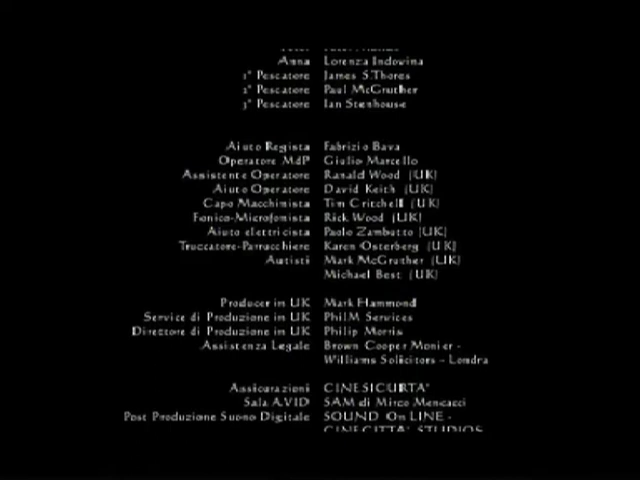 Anna Lorenza Indovina
1° Pescatore James S.Thores
2° Pescatore Paul McGruther
3° Pescatore Ian Stenhouse
Aiuto Regista Fabrizio Bava
Operatore MdP Giulio Marcello
Assistente Operatore Ranald Wood (UK)
Aiuto Operatore David Keith (UK)
Capo Macchinista Tim Critchell (UK)
Fonico-Microfonista Rick Wood (UK)
Aiuto elettricista Paolo Zambutto (UK)
Truccatore-Parrucchiere Karen Osterberg (UK)
Autisti Mark McGruther (UK)
Michael Best (UK)
Producer in UK Mark Hammond
Service di Produzione in UK PhilM Services
Direttore di Produzione in UK Philip Morris
Assistenza Legale Brown Cooper Monier -
Williams Solicitors - Londra
Assicurazioni CINESICURTA'
Sala AVID SAM di Mirco Mencacci
Post Produzione Suono Digitale SOUND On LINE -
CINECITTA' STUDIOS